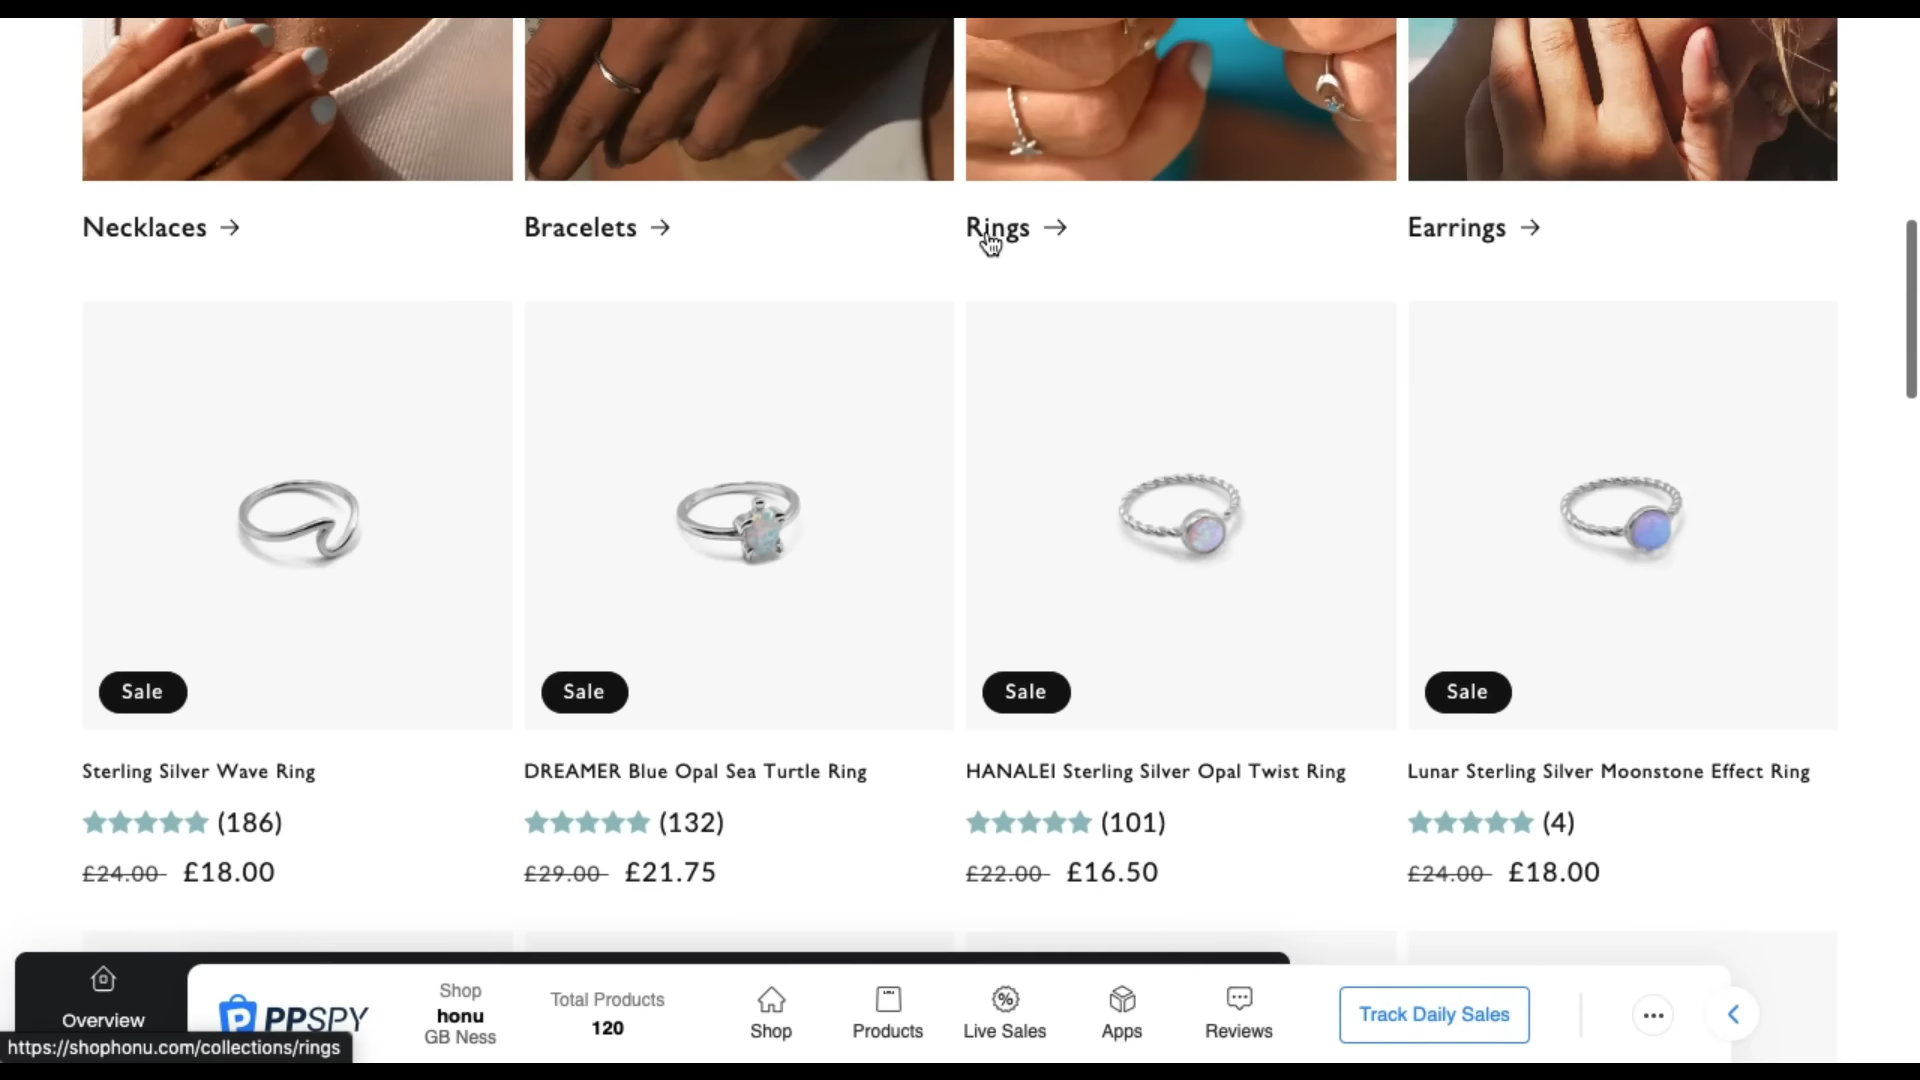 Necklaces →
Bracelets →
Rings →
Earrings →
Sale
Sale
Sale
Sale
Sterling Silver Wave Ring
DREAMER Blue Opal Sea Turtle Ring
HANALEI Sterling Silver Opal Twist Ring
Lunar Sterling Silver Moonstone Effect Ring
(186)
(132)
(101)
(4)
£24.00 £18.00
£29.00 £21.75
£22.00 £16.50
£24.00 £18.00
Overview
PPSPY
Shop
honu
GB Ness
Total Products
120
Shop
Products
Live Sales
Apps
Reviews
Track Daily Sales
https://shophonu.com/collections/rings